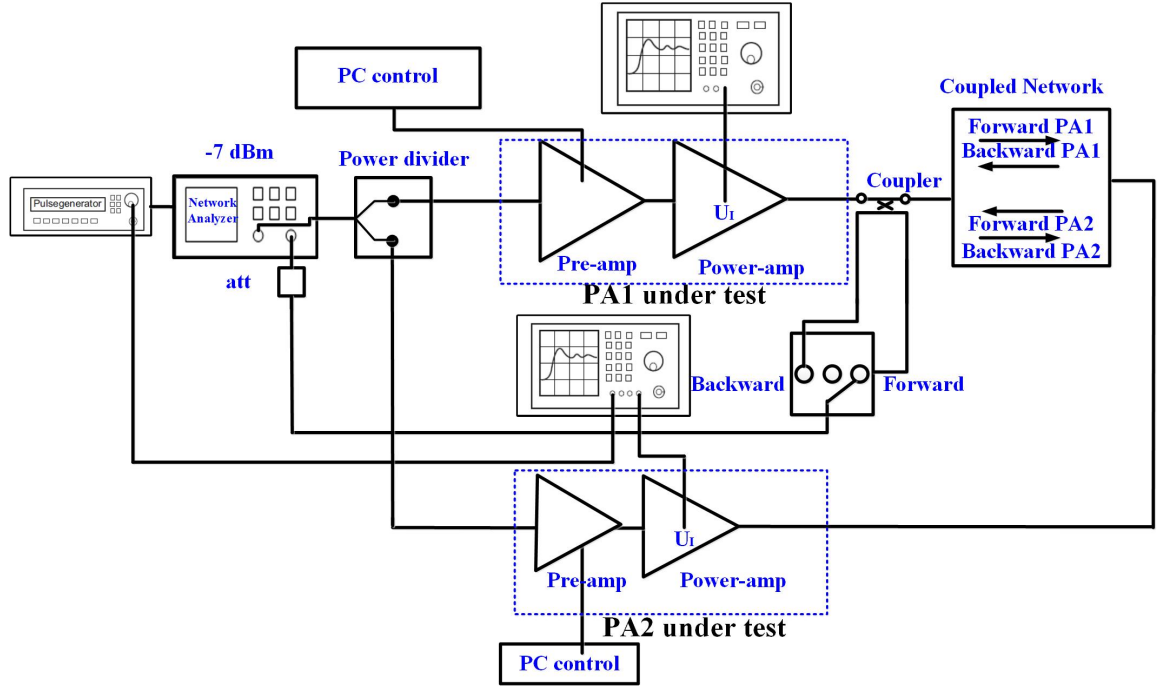 PC control
Coupled Network
-7 dBm
Power divider
Forward PA1
Backward PA1
Coupler
Pulsegenerator
Network
Analyzer
UI
Forward PA2
Backward PA2
att
Pre-amp
Power-amp
PA1 under test
Backward
Forward
UI
Pre-amp
Power-amp
PA2 under test
PC control